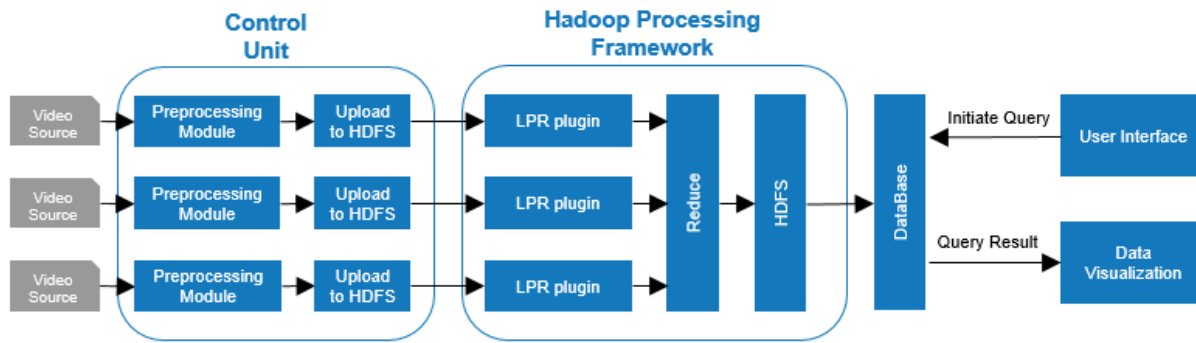 Control
Unit
Hadoop Processing
Framework
Video
Source
Preprocessing
Module
Upload
to HDFS
LPR plugin
Video
Source
Preprocessing
Module
Upload
to HDFS
LPR plugin
Video
Source
Preprocessing
Module
Upload
to HDFS
LPR plugin
Reduce
HDFS
DataBase
Initiate Query
User Interface
Query Result
Data
Visualization